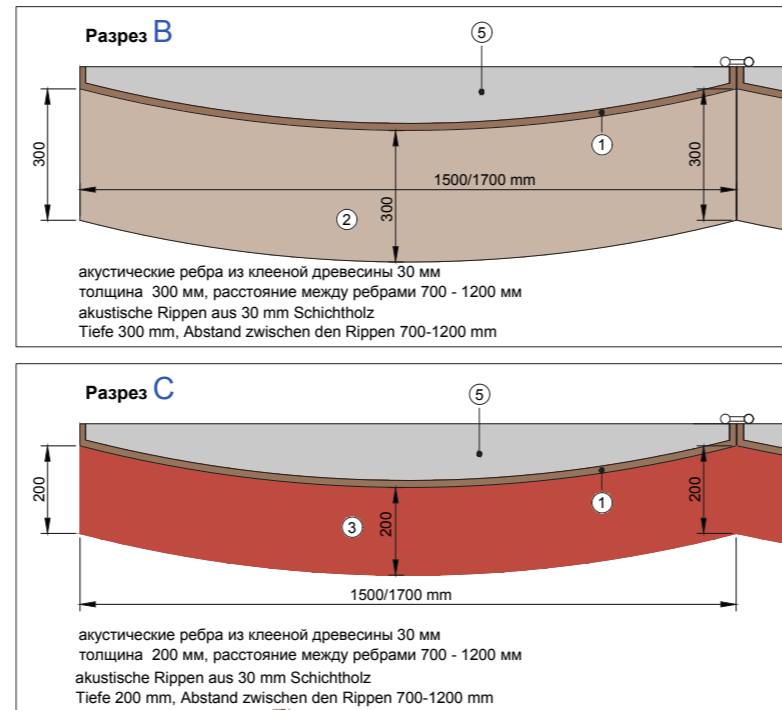 Разрез B
5
1
300
300
1500/1700 mm
300
2
акустические ребра из клееной древесины 30 мм
толщина 300 мм, расстояние между ребрами 700 - 1200 мм
akustische Rippen aus 30 mm Schichtholz
Tiefe 300 mm, Abstand zwischen den Rippen 700-1200 mm
Разрез C
5
1
200
200
3
200
1500/1700 mm
акустические ребра из клееной древесины 30 мм
толщина 200 мм, расстояние между ребрами 700 - 1200 мм
akustische Rippen aus 30 mm Schichtholz
Tiefe 200 mm, Abstand zwischen den Rippen 700-1200 mm